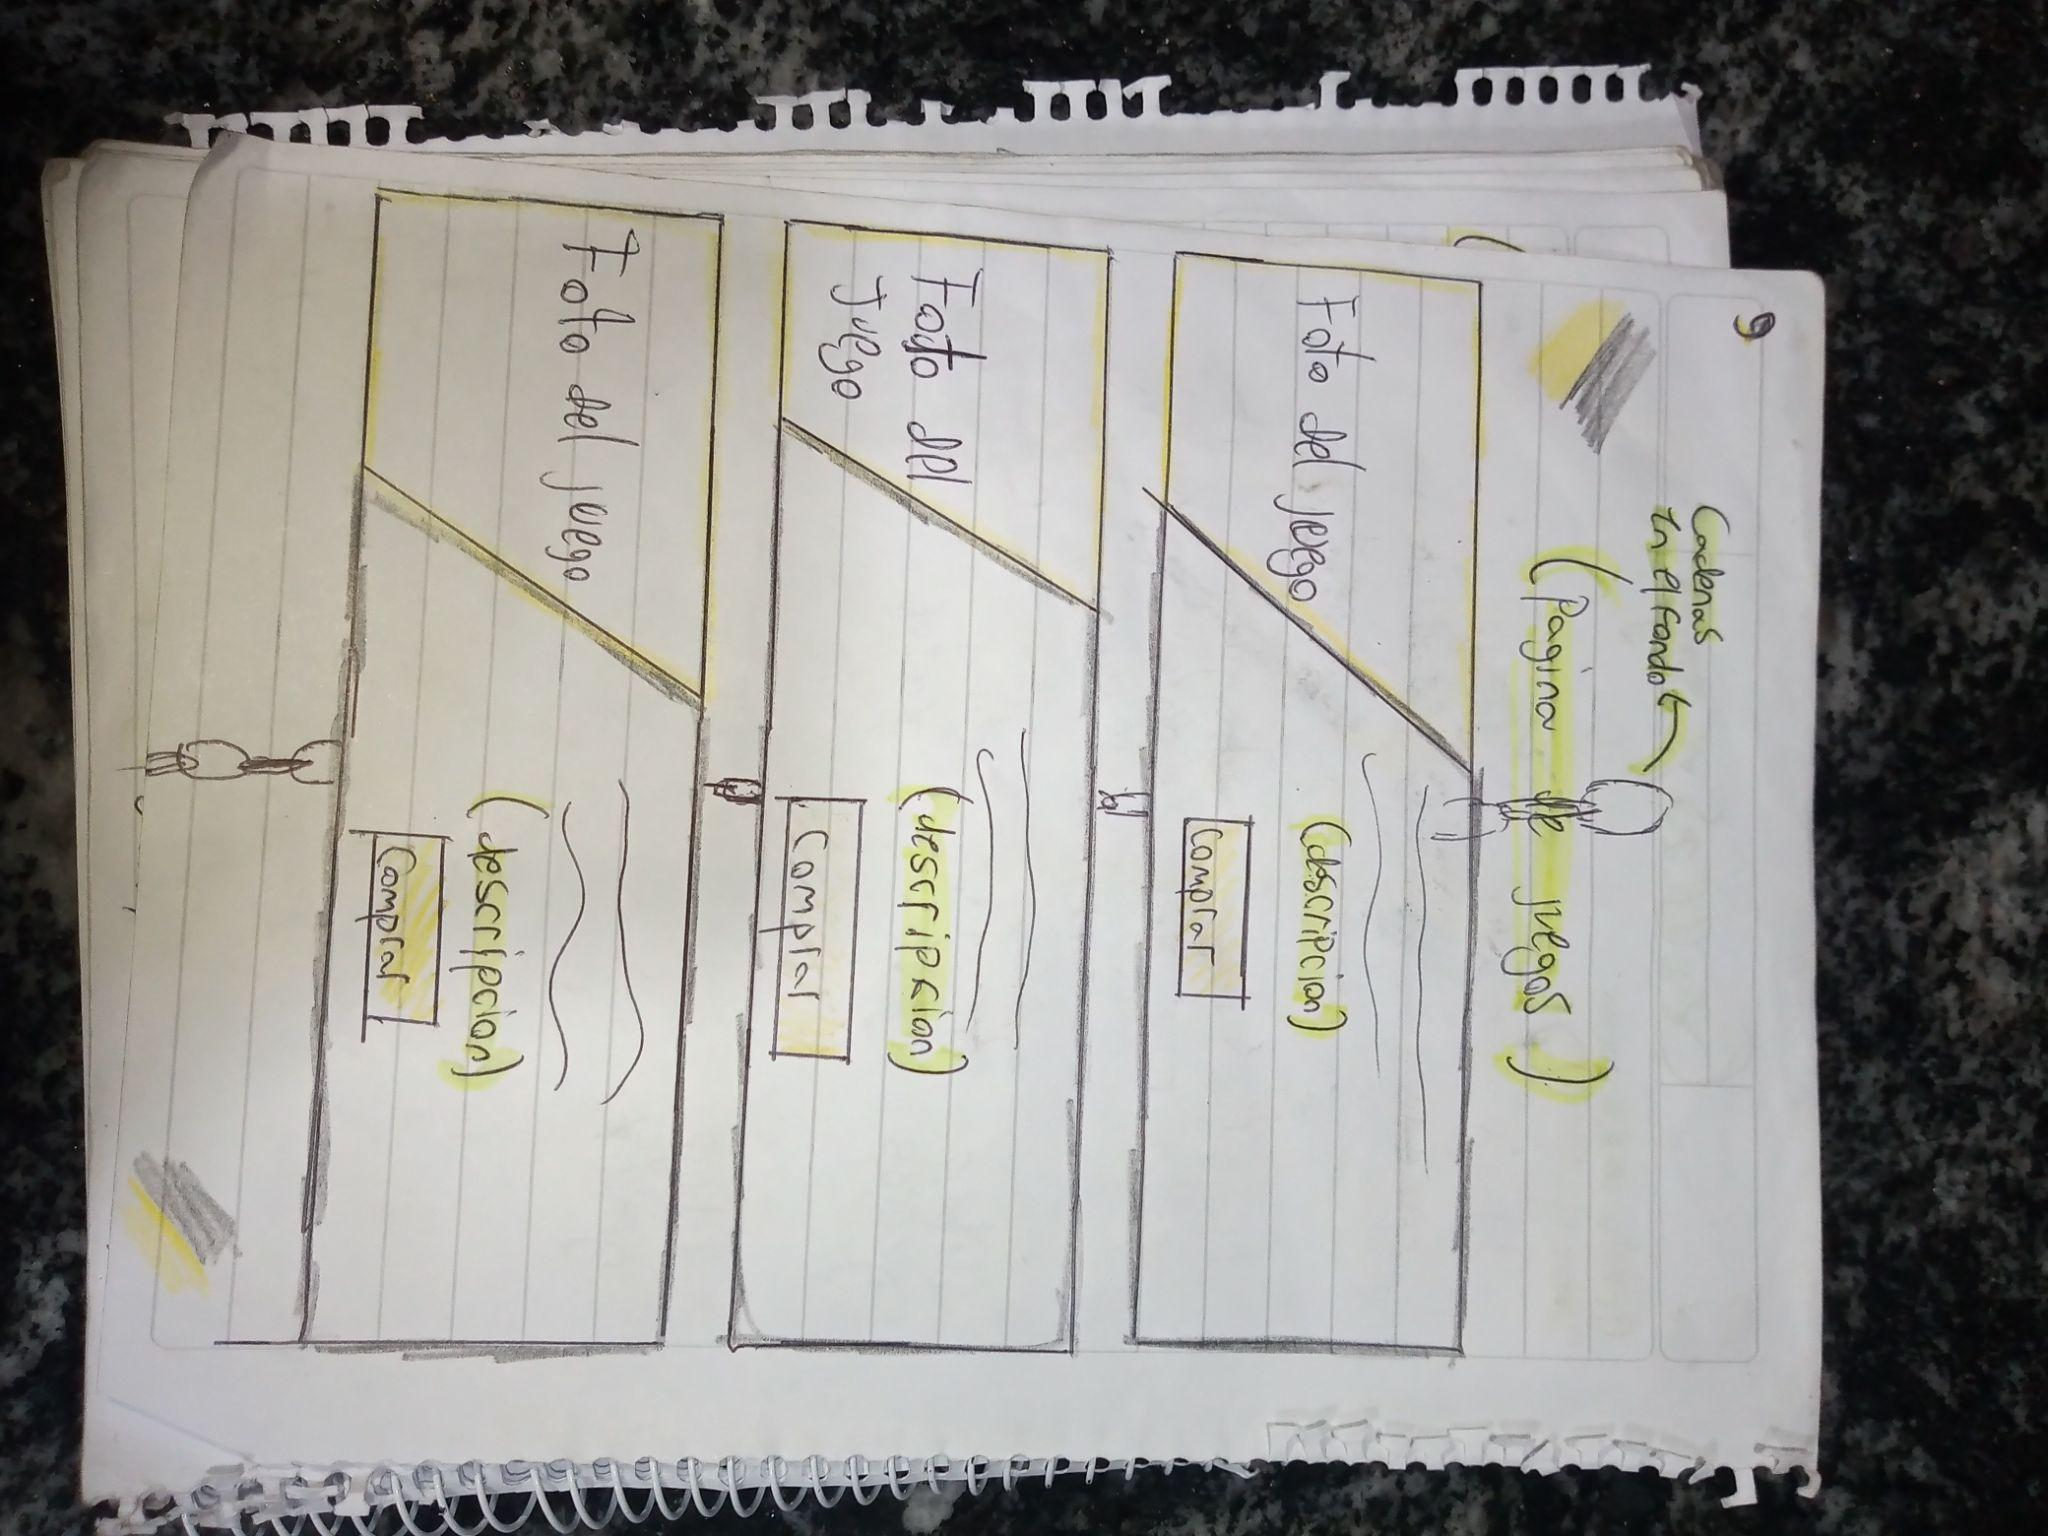 9
Cadenas
en el fondo
(Pagina de juegos)
Foto del juego
(descripcion)
Comprar
Foto del
Juego
(descripcion)
Comprar
Foto del juego
(descripcion)
Comprar